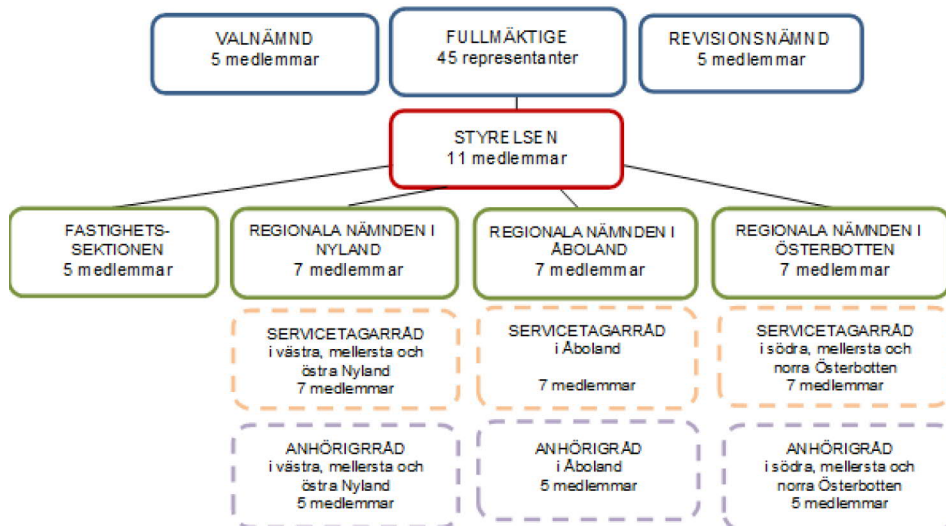 VALNÄMND
5 medlemmar
FULLMÄKTIGE
45 representanter
REVISIONSNÄMND
5 medlemmar
STYRELSEN
11 medlemmar
FASTIGHETS-
SEKTIONEN
5 medlemmar
REGIONALA NÄMNDEN I
NYLAND
7 medlemmar
REGIONALA NÄMNDEN I
ÅBOLAND
7 medlemmar
REGIONALA NÄMNDEN I
ÖSTERBOTTEN
7 medlemmar
SERVICETAGARRÅD
i västra, mellersta och
östra Nyland
7 medlemmar
SERVICETAGARRÅD
i Åboland
7 medlemmar
SERVICETAGARRÅD
i södra, mellersta och
norra Österbotten
7 medlemmar
ANHÖRIGRRÅD
i västra, mellersta och
östra Nyland
5 medlemmar
ANHÖRIGRÅD
i Åboland
5 medlemmar
ANHÖRIGRÅD
i södra, mellersta och
norra Österbotten
5 medlemmar